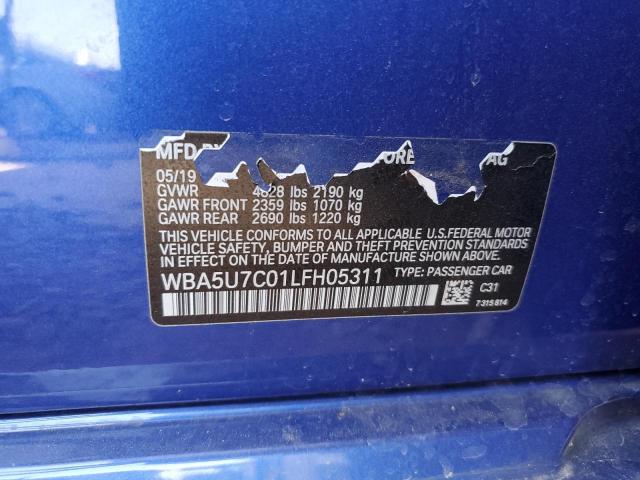 MFD ORE AG
05/19
GVWR 4828 lbs 2190 kg
GAWR FRONT 2359 lbs 1070 kg
GAWR REAR 2690 lbs 1220 kg
THIS VEHICLE CONFORMS TO ALL APPLICABLE U.S.FEDERAL MOTOR
VEHICLE SAFETY, BUMPER AND THEFT PREVENTION STANDARDS
IN EFFECT ON THE DATE OF MANUFACTURE SHOWN ABOVE.
WBA5U7C01LFH05311 TYPE: PASSENGER CAR
C31
7315814